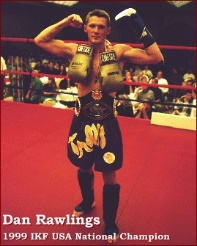 Dan Rawlings
1999 IKF USA National Champion